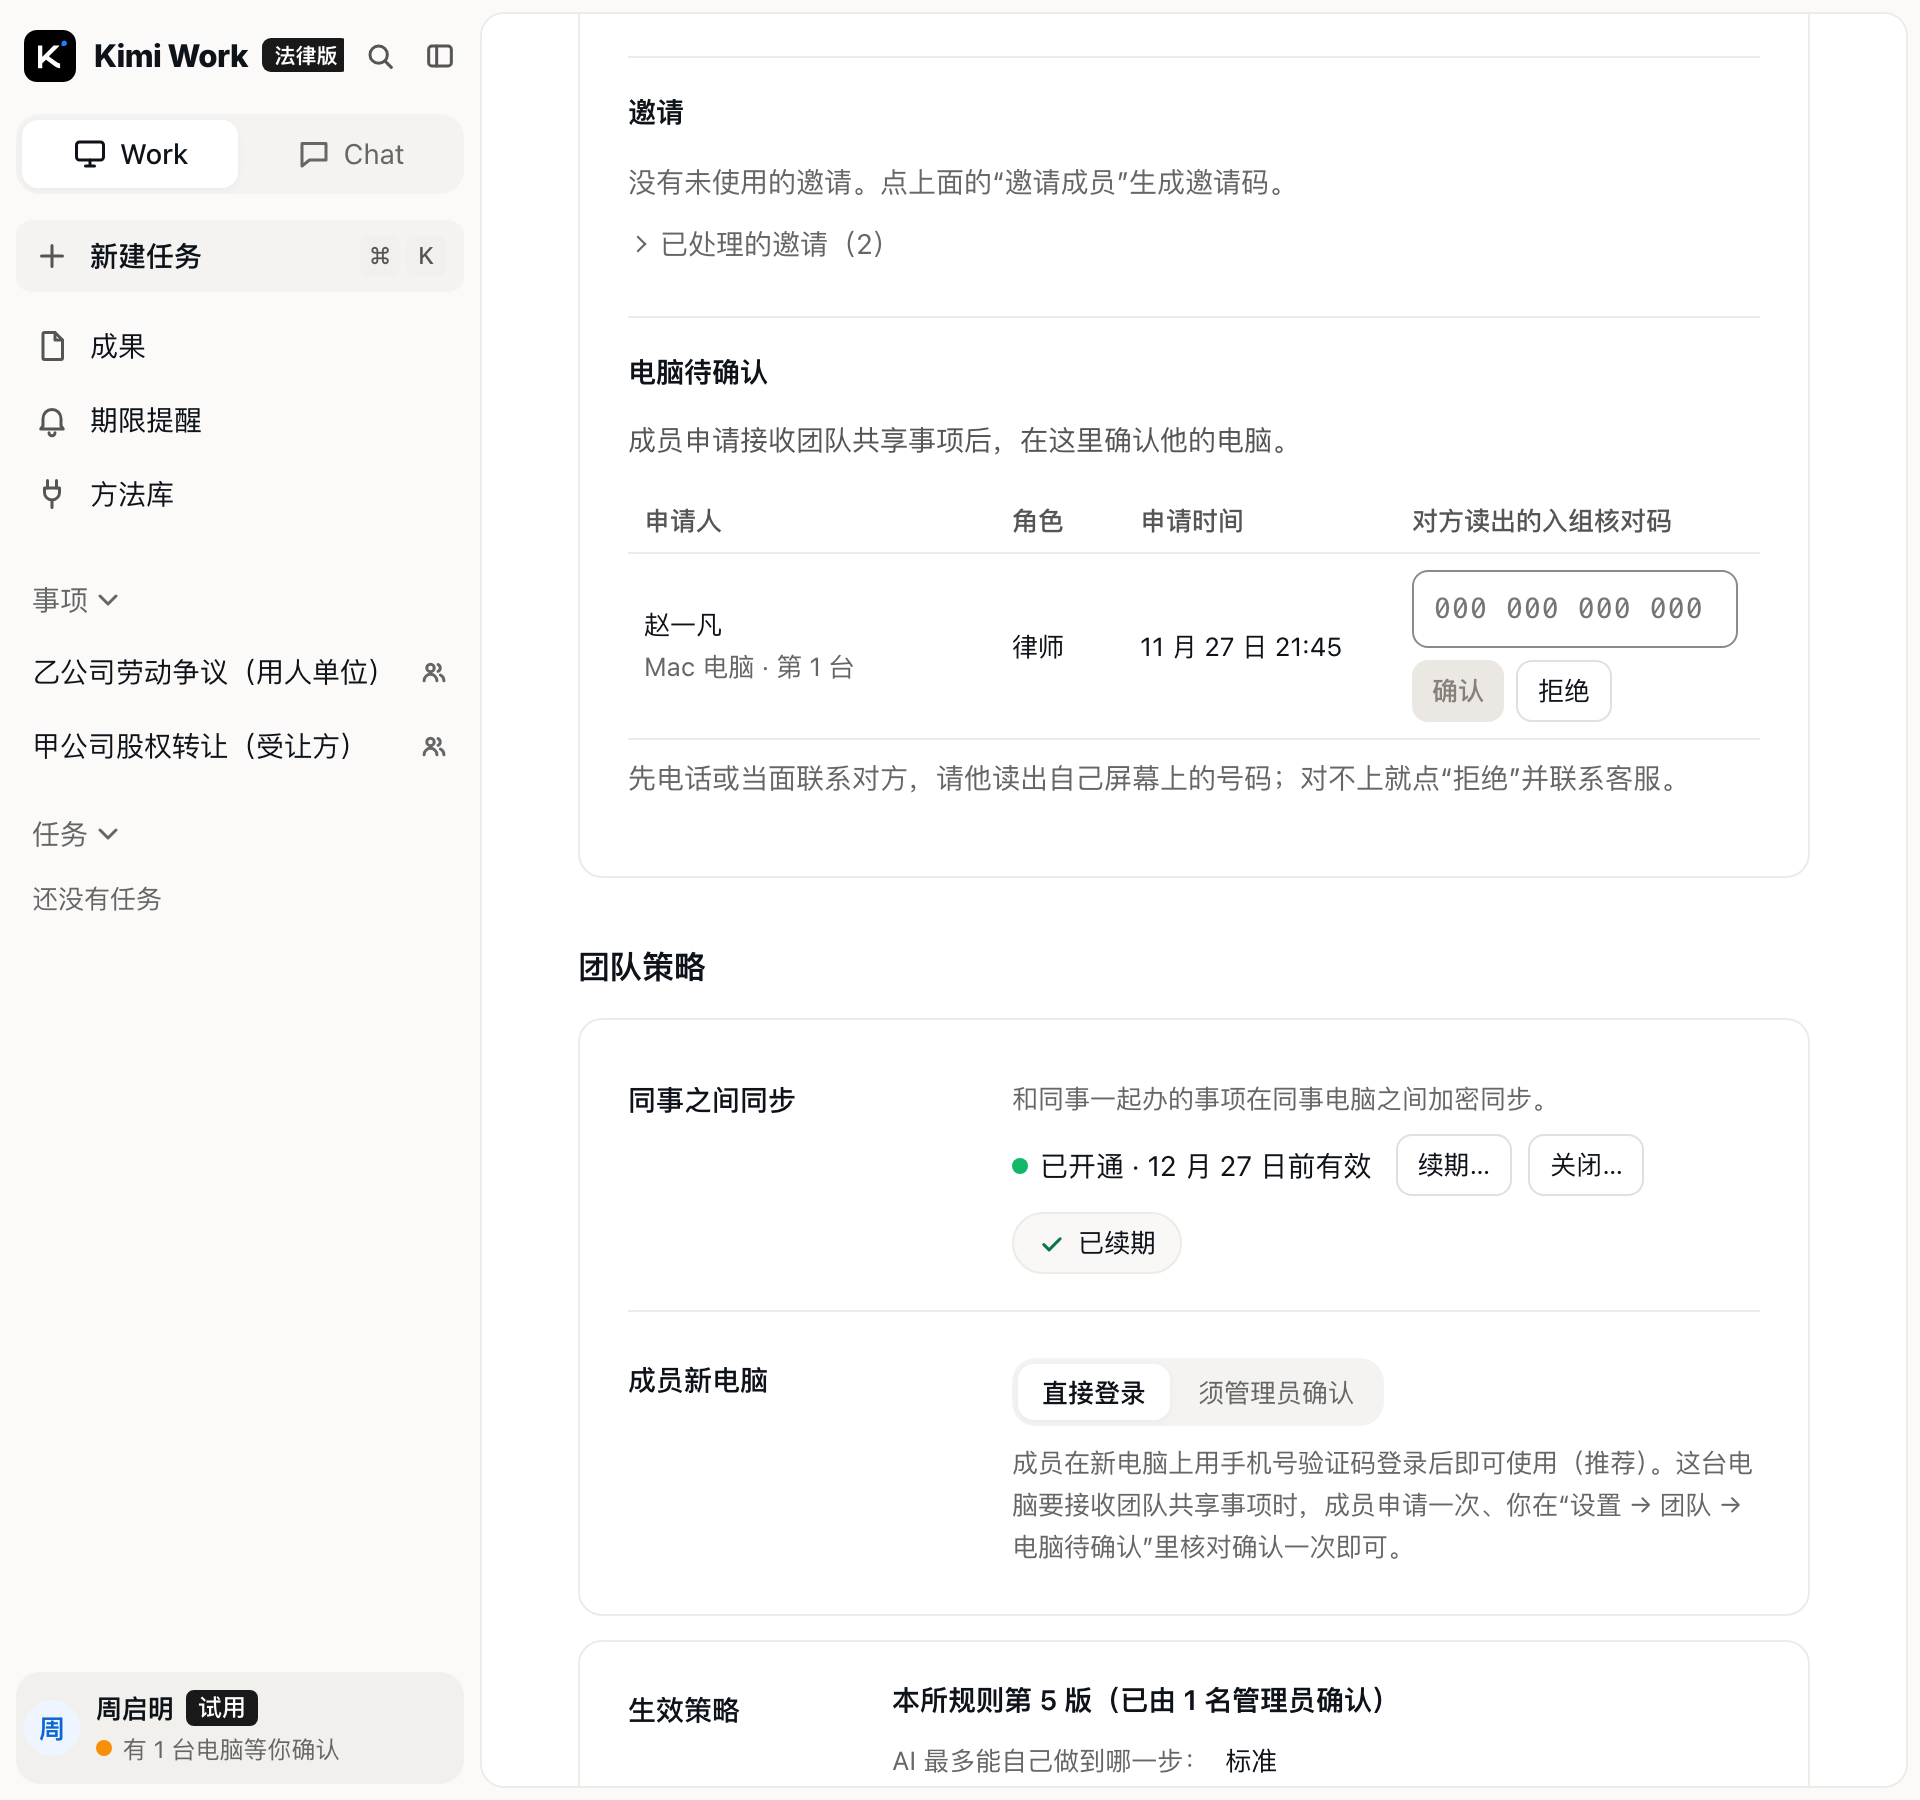 Kimi Work 法律版
Work
Chat
新建任务 ⌘ K
成果
期限提醒
方法库
事项
乙公司劳动争议（用人单位）
甲公司股权转让（受让方）
任务
还没有任务
周
周启明 试用
有 1 台电脑等你确认
邀请
没有未使用的邀请。点上面的“邀请成员”生成邀请码。
已处理的邀请（2）
电脑待确认
成员申请接收团队共享事项后，在这里确认他的电脑。
申请人 角色 申请时间 对方读出的入组核对码
赵一凡
Mac 电脑 · 第 1 台
律师
11 月 27 日 21:45
000 000 000 000
确认 拒绝
先电话或当面联系对方，请他读出自己屏幕上的号码；对不上就点“拒绝”并联系客服。
团队策略
同事之间同步
和同事一起办的事项在同事电脑之间加密同步。
已开通 · 12 月 27 日前有效 续期... 关闭...
已续期
成员新电脑
直接登录 须管理员确认
成员在新电脑上用手机号验证码登录后即可使用（推荐）。这台电
脑要接收团队共享事项时，成员申请一次、你在“设置 → 团队 →
电脑待确认”里核对确认一次即可。
生效策略
本所规则第 5 版（已由 1 名管理员确认）
AI 最多能自己做到哪一步： 标准